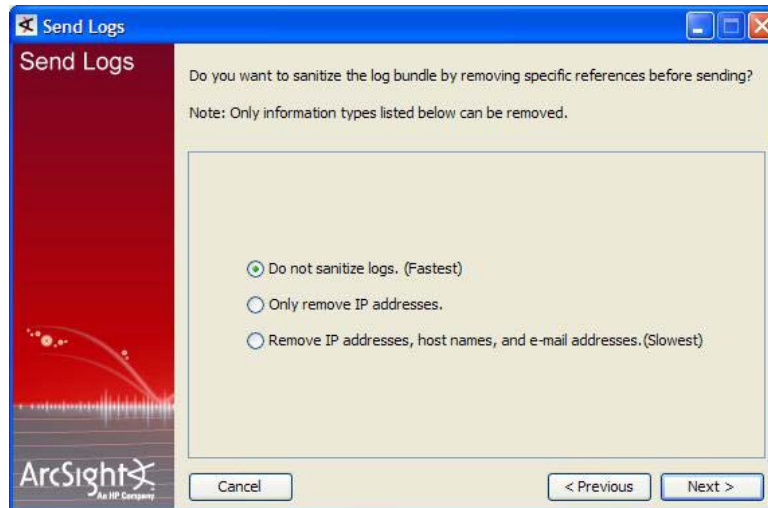 Send Logs
Send Logs
Do you want to sanitize the log bundle by removing specific references before sending?
Note: Only information types listed below can be removed.
Do not sanitize logs. (Fastest)
Only remove IP addresses.
Remove IP addresses, host names, and e-mail addresses.(Slowest)
ArcSight
An HP Company
Cancel
< Previous
Next >